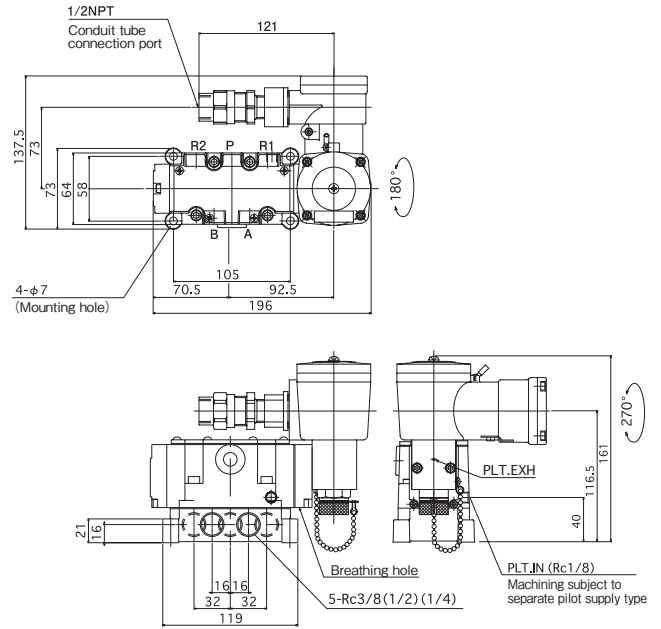 1/2NPT
Conduit tube
connection port
121
137.5
73
73
64
58
R2
P
R1
B
A
180°
105
70.5
92.5
196
4-φ7
(Mounting hole)
270°
161
116.5
40
PLT.EXH
21
16
16
16
32
32
119
Breathing hole
5-Rc3/8(1/2)(1/4)
PLT.IN (Rc1/8)
Machining subject to
separate pilot supply type